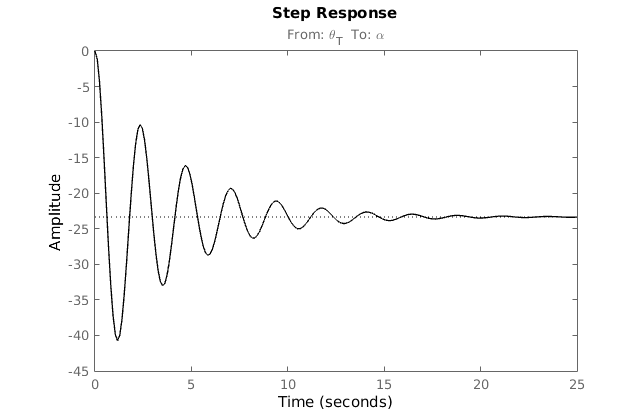 Step Response
From: θT To: α
0
-5
-10
-15
-20
-25
-30
-35
-40
-45
Amplitude
0 5 10 15 20 25
Time (seconds)